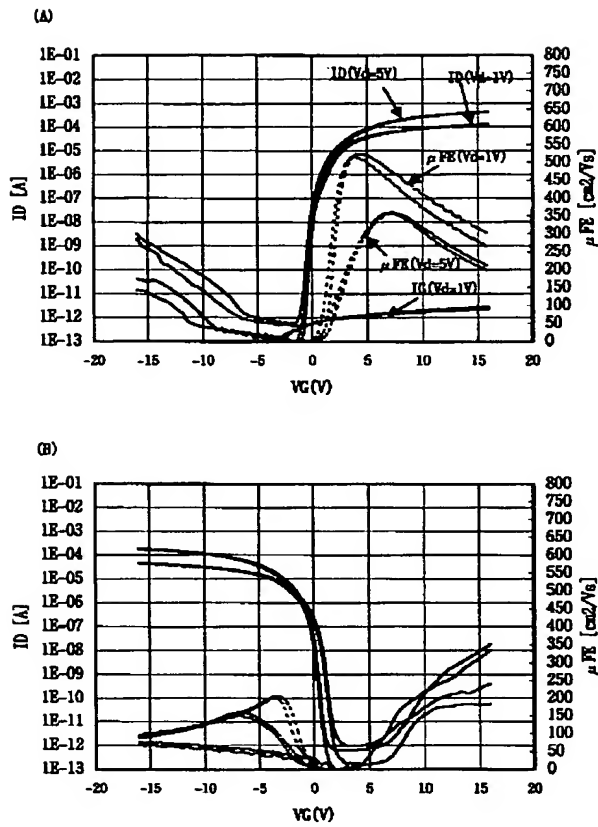 (A)
1E-01
1E-02
1E-03
1E-04
1E-05
1E-06
1E-07
1E-08
1E-09
1E-10
1E-11
1E-12
1E-13
ID [A]
ID(Vd=5V)
ID(Vd=1V)
μFE(Vd=1V)
μFE(Vd=5V)
IG(Vd=1V)
800
750
700
650
600
550
500
450
400
350
300
250
200
150
100
50
0
μFE [cm2/Vs]
-20 -15 -10 -5 0 5 10 15 20
VG(V)
(B)
1E-01
1E-02
1E-03
1E-04
1E-05
1E-06
1E-07
1E-08
1E-09
1E-10
1E-11
1E-12
1E-13
ID [A]
800
750
700
650
600
550
500
450
400
350
300
250
200
150
100
50
0
μFE [cm2/Vs]
-20 -15 -10 -5 0 5 10 15 20
VG(V)